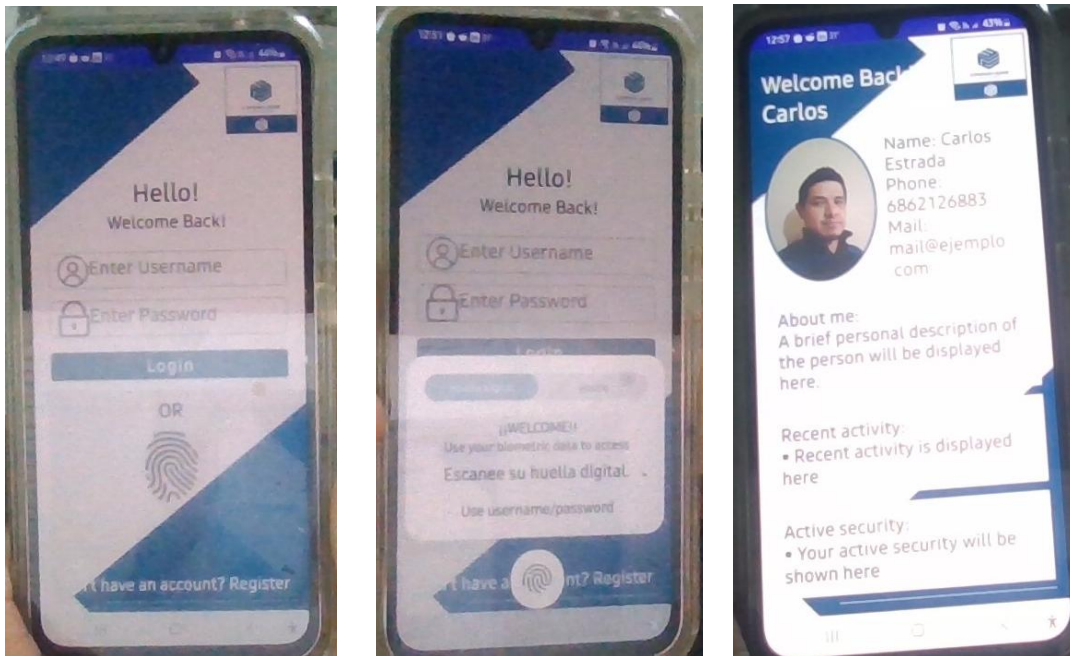 Hello!
Welcome Back!
Enter Username
Enter Password
Login
OR
't have an account? Register
Hello!
Welcome Back!
Enter Username
Enter Password
Login
¡¡WELCOME!!
Use your biometric data to access
Escanee su huella digital.
Use username/password
't have a
nt? Register
12:57
43%
Welcome Back
Carlos
Name: Carlos
Estrada
Phone:
6862126883
Mail:
mail@ejemplo
com
About me:
A brief personal description of
the person will be displayed
here.
Recent activity:
• Recent activity is displayed
here
Active security:
• Your active security will be
shown here